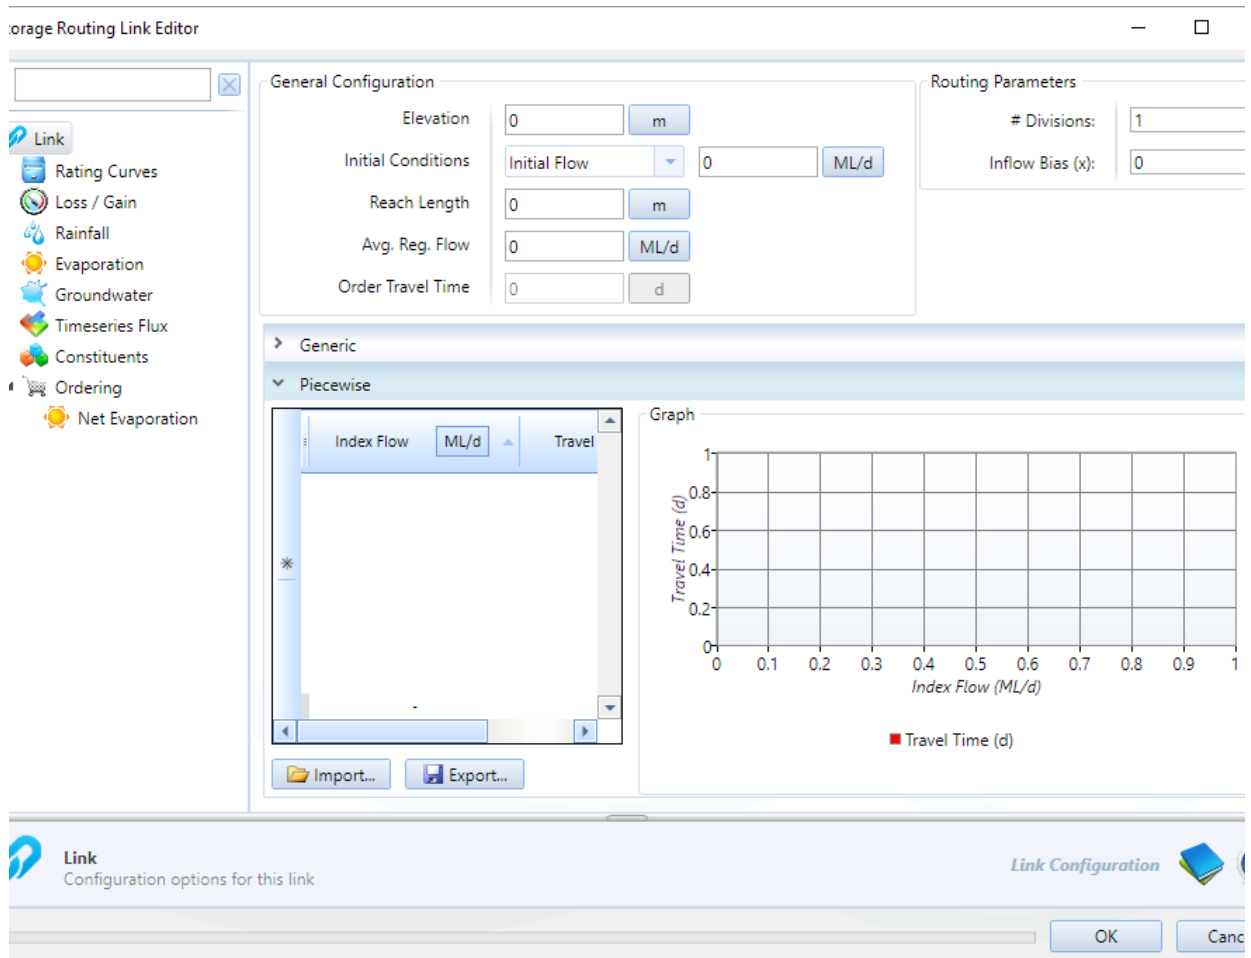 orage Routing Link Editor
General Configuration
Elevation 0 m
Initial Conditions Initial Flow 0 ML/d
Reach Length 0 m
Avg. Reg. Flow 0 ML/d
Order Travel Time 0 d
Routing Parameters
# Divisions: 1
Inflow Bias (x): 0
Link
Rating Curves
Loss / Gain
Rainfall
Evaporation
Groundwater
Timeseries Flux
Constituents
Ordering
Net Evaporation
Generic
Piecewise
Index Flow ML/d Travel
Import...
Export...
Graph
Travel Time (d)
1
0.8
0.6
0.4
0.2
0
0 0.1 0.2 0.3 0.4 0.5 0.6 0.7 0.8 0.9 1
Index Flow (ML/d)
Travel Time (d)
Link
Configuration options for this link
Link Configuration
OK
Canc